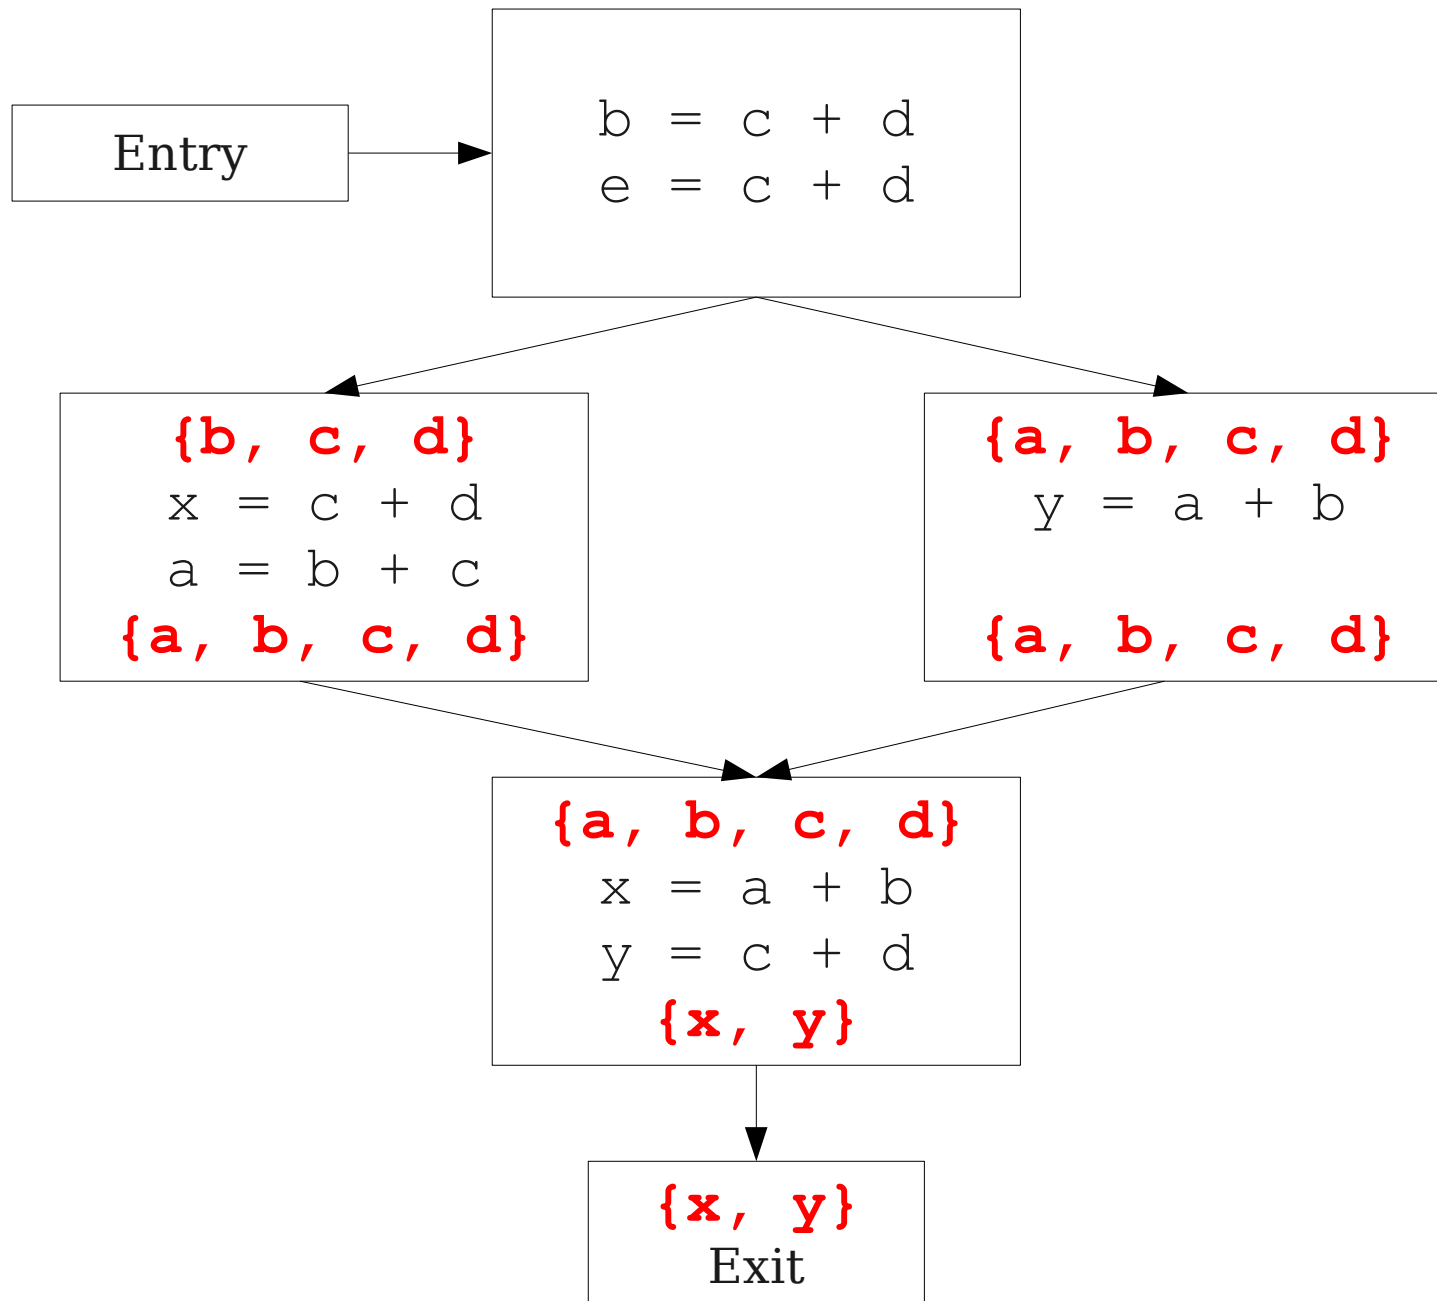 Entry
b = c + d
e = c + d
{b, c, d}
x = c + d
a = b + c
{a, b, c, d}
{a, b, c, d}
y = a + b
{a, b, c, d}
{a, b, c, d}
x = a + b
y = c + d
{x, y}
{x, y}
Exit